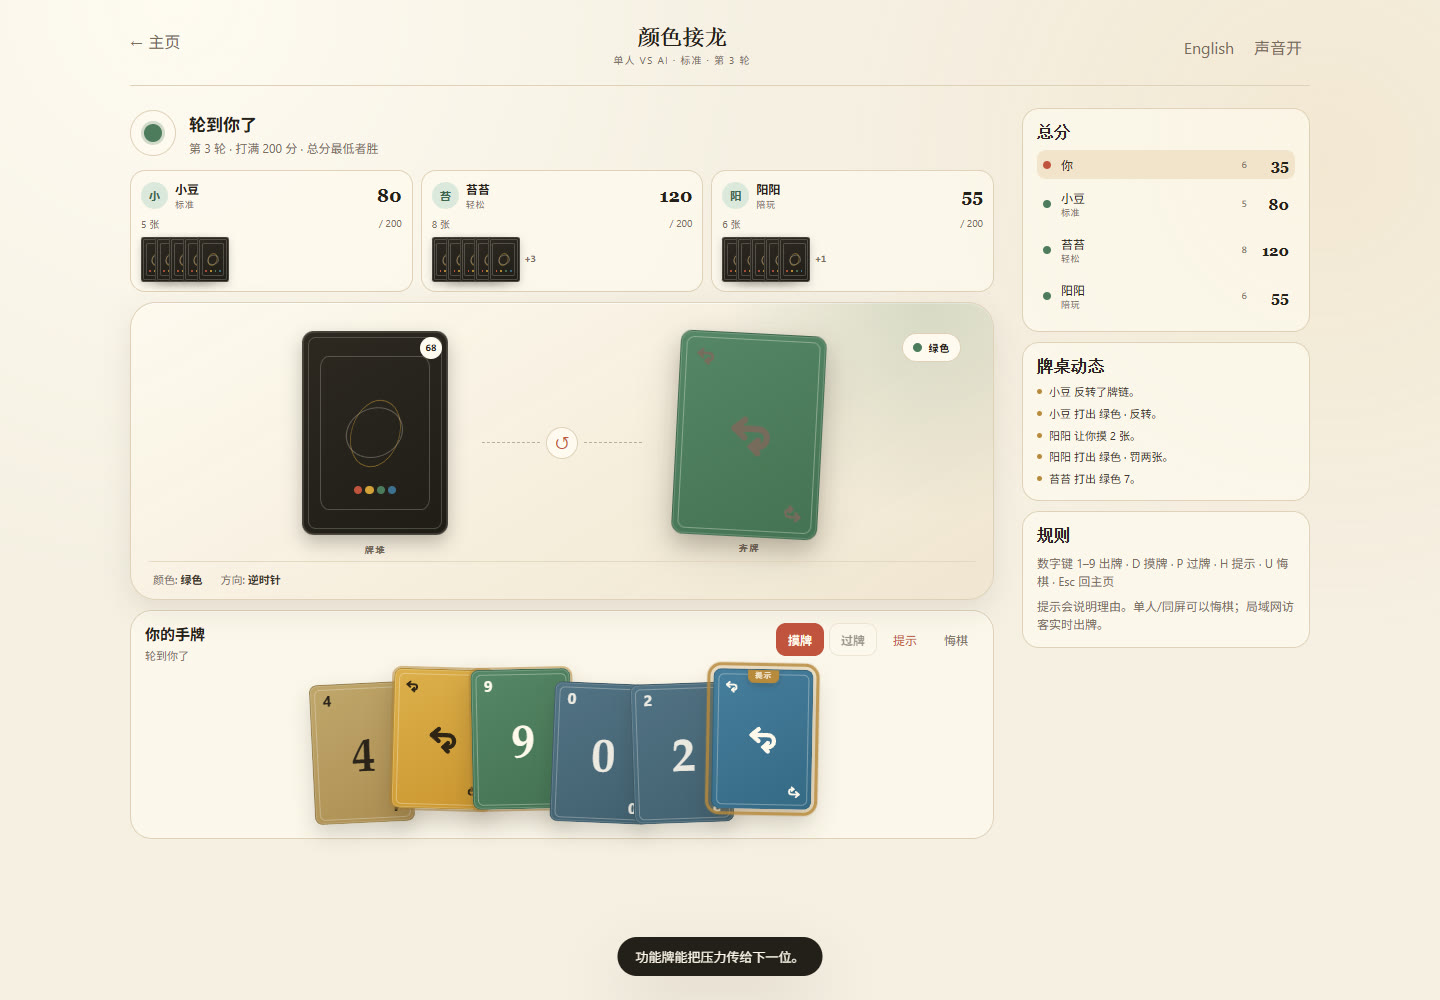 ← 主页
颜色接龙
单人 VS AI · 标准 · 第 3 轮
English 声音开
轮到你了
第 3 轮 · 打满 200 分 · 总分最低者胜
小 小豆 80
标准
5 张 / 200
苔 苔苔 120
轻松
8 张 / 200
+3
阳 阳阳 55
陪玩
6 张 / 200
+1
68
绿色
牌堆
弃牌
颜色: 绿色 方向: 逆时针
你的手牌
轮到你了
摸牌 过牌 提示 悔棋
4
4
9
9
0
0
0
2
2
提示
功能牌能把压力传给下一位。
总分
你 6 35
小豆 5 80
标准
苔苔 8 120
轻松
阳阳 6 55
陪玩
牌桌动态
小豆 反转了牌链。
小豆 打出 绿色 · 反转。
阳阳 让你摸 2 张。
阳阳 打出 绿色 · 罚两张。
苔苔 打出 绿色 7。
规则
数字键 1–9 出牌 · D 摸牌 · P 过牌 · H 提示 · U 悔
棋 · Esc 回主页
提示会说明理由。单人/同屏可以悔棋；局域网访
客实时出牌。